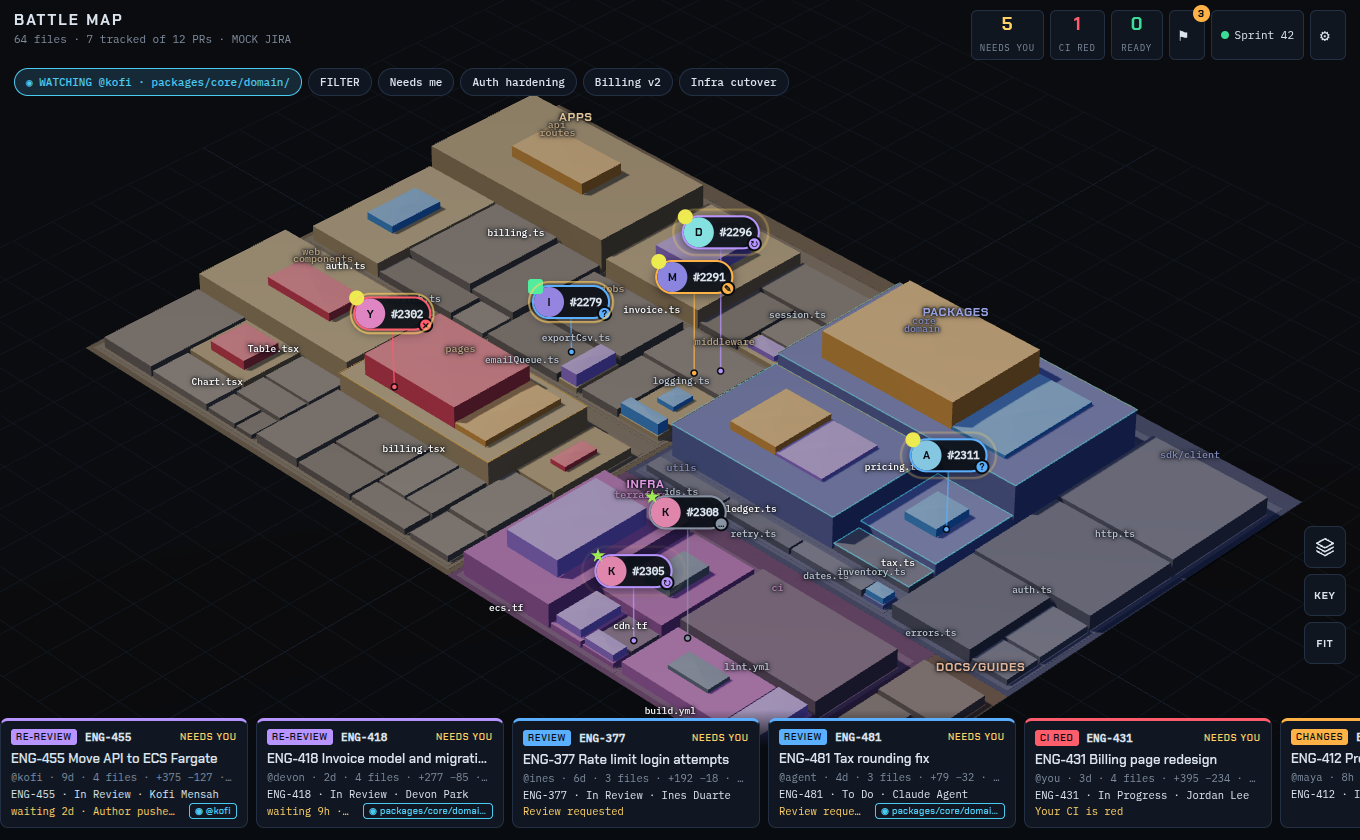 BATTLE MAP
64 files · 7 tracked of 12 PRs · MOCK JIRA
5
NEEDS YOU
1
CI RED
0
READY
3
Sprint 42
WATCHING @kofi · packages/core/domain/
FILTER
Needs me
Auth hardening
Billing v2
Infra cutover
APPS
api
routes
billing.ts
D #2296
web
components
auth.ts
M #2291
I #2279
jobs
invoice.ts
Y #2302
session.ts
PACKAGES
core
domain
exportCsv.ts
middleware
Table.tsx
pages
emailQueue.ts
Chart.tsx
logging.ts
billing.tsx
pricing.
A #2311
sdk/client
utils
INFRA
ids.ts
K #2308
ledger.ts
retry.ts
http.ts
tax.ts
K #2305
dates.ts
inventory.ts
ci
auth.ts
ecs.tf
cdn.tf
errors.ts
lint.yml
DOCS/GUIDES
build.yml
KEY
FIT
RE-REVIEW ENG-455 NEEDS YOU
ENG-455 Move API to ECS Fargate
@kofi · 9d · 4 files · +375 -127 ·…
ENG-455 · In Review · Kofi Mensah
waiting 2d · Author pushe… @kofi
RE-REVIEW ENG-418 NEEDS YOU
ENG-418 Invoice model and migrati…
@devon · 2d · 4 files · +277 -85 ·…
ENG-418 · In Review · Devon Park
waiting 9h ·… packages/core/domai…
REVIEW ENG-377 NEEDS YOU
ENG-377 Rate limit login attempts
@ines · 6d · 3 files · +192 -18 · …
ENG-377 · In Review · Ines Duarte
Review requested
REVIEW ENG-481 NEEDS YOU
ENG-481 Tax rounding fix
@agent · 4d · 3 files · +79 -32 · …
ENG-481 · To Do · Claude Agent
Review reque… packages/core/domai…
CI RED ENG-431 NEEDS YOU
ENG-431 Billing page redesign
@you · 3d · 4 files · +395 -234 · …
ENG-431 · In Progress · Jordan Lee
Your CI is red
CHANGES
ENG-412 Pr
@maya · 8h
ENG-412 · I